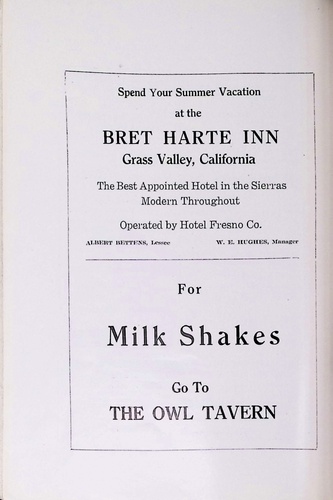 Spend Your Summer Vacation
at the
BRET HARTE INN
Grass Valley, California
The Best Appointed Hotel in the Sierras
Modern Throughout
Operated by Hotel Fresno Co.
ALBERT BETTENS, Lessee W. E. HUGHES, Manager
For
Milk Shakes
Go To
THE OWL TAVERN